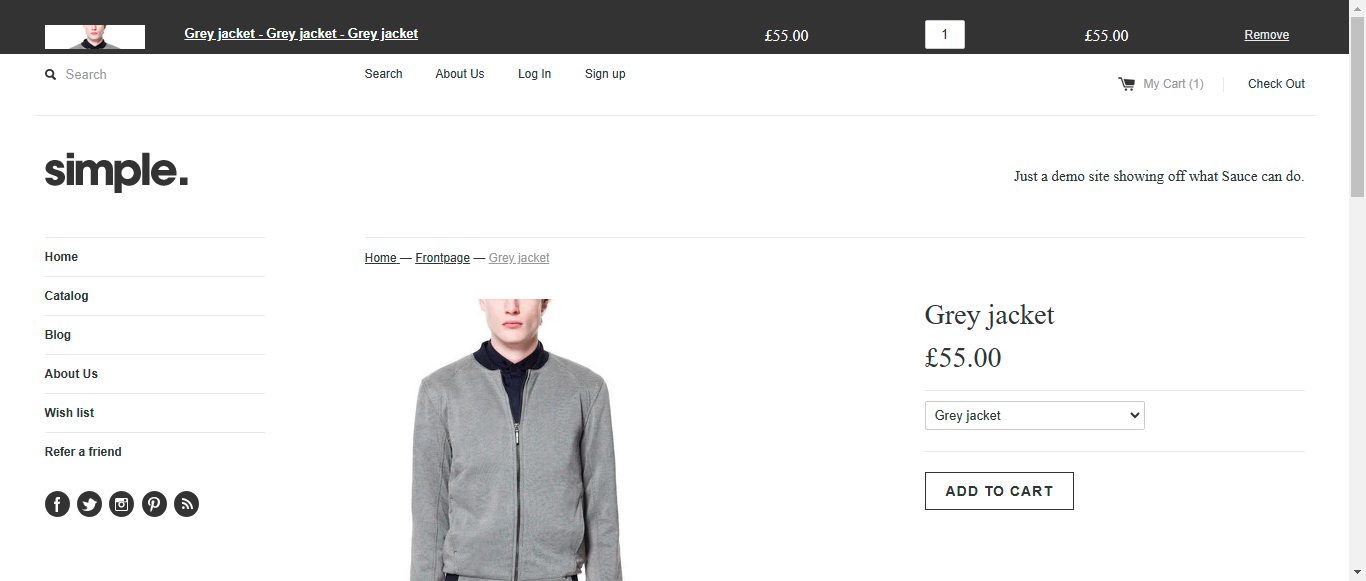 Grey jacket - Grey jacket - Grey jacket £55.00 1 £55.00 Remove
Search Search About Us Log In Sign up My Cart (1) Check Out
simple.
Just a demo site showing off what Sauce can do.
Home
Catalog
Blog
About Us
Wish list
Refer a friend
Home — Frontpage — Grey jacket
Grey jacket
£55.00
Grey jacket
ADD TO CART